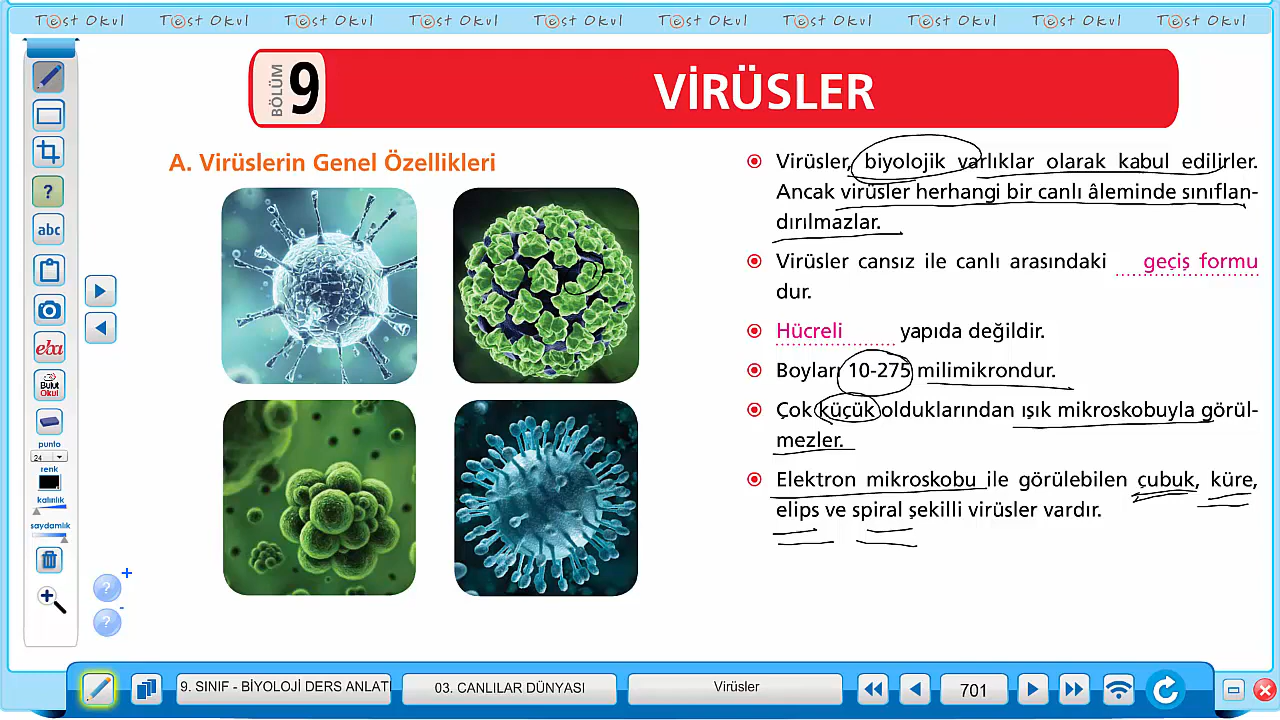 Test Okul Test Okul Test Okul Test Okul Test Okul Test Okul Test Okul Test Okul Test Okul Test Okul
BÖLÜM 9
VİRÜSLER
A. Virüslerin Genel Özellikleri
Virüsler, biyolojik varlıklar olarak kabul edilirler.
Ancak virüsler herhangi bir canlı âleminde sınıflan-
dırılmazlar.
Virüsler cansız ile canlı arasındaki geçiş formu
dur.
Hücreli yapıda değildir.
Boyları 10-275 milimikrondur.
Çok küçük olduklarından ışık mikroskobuyla görül-
mezler.
Elektron mikroskobu ile görülebilen çubuk, küre,
elips ve spiral şekilli virüsler vardır.
?
abc
eba
Bulut
Okul
punto
24
renk
kalınlık
saydamlık
? +
? -
9. SINIF - BİYOLOJİ DERS ANLATI
03. CANLILAR DÜNYASI
Virüsler
701